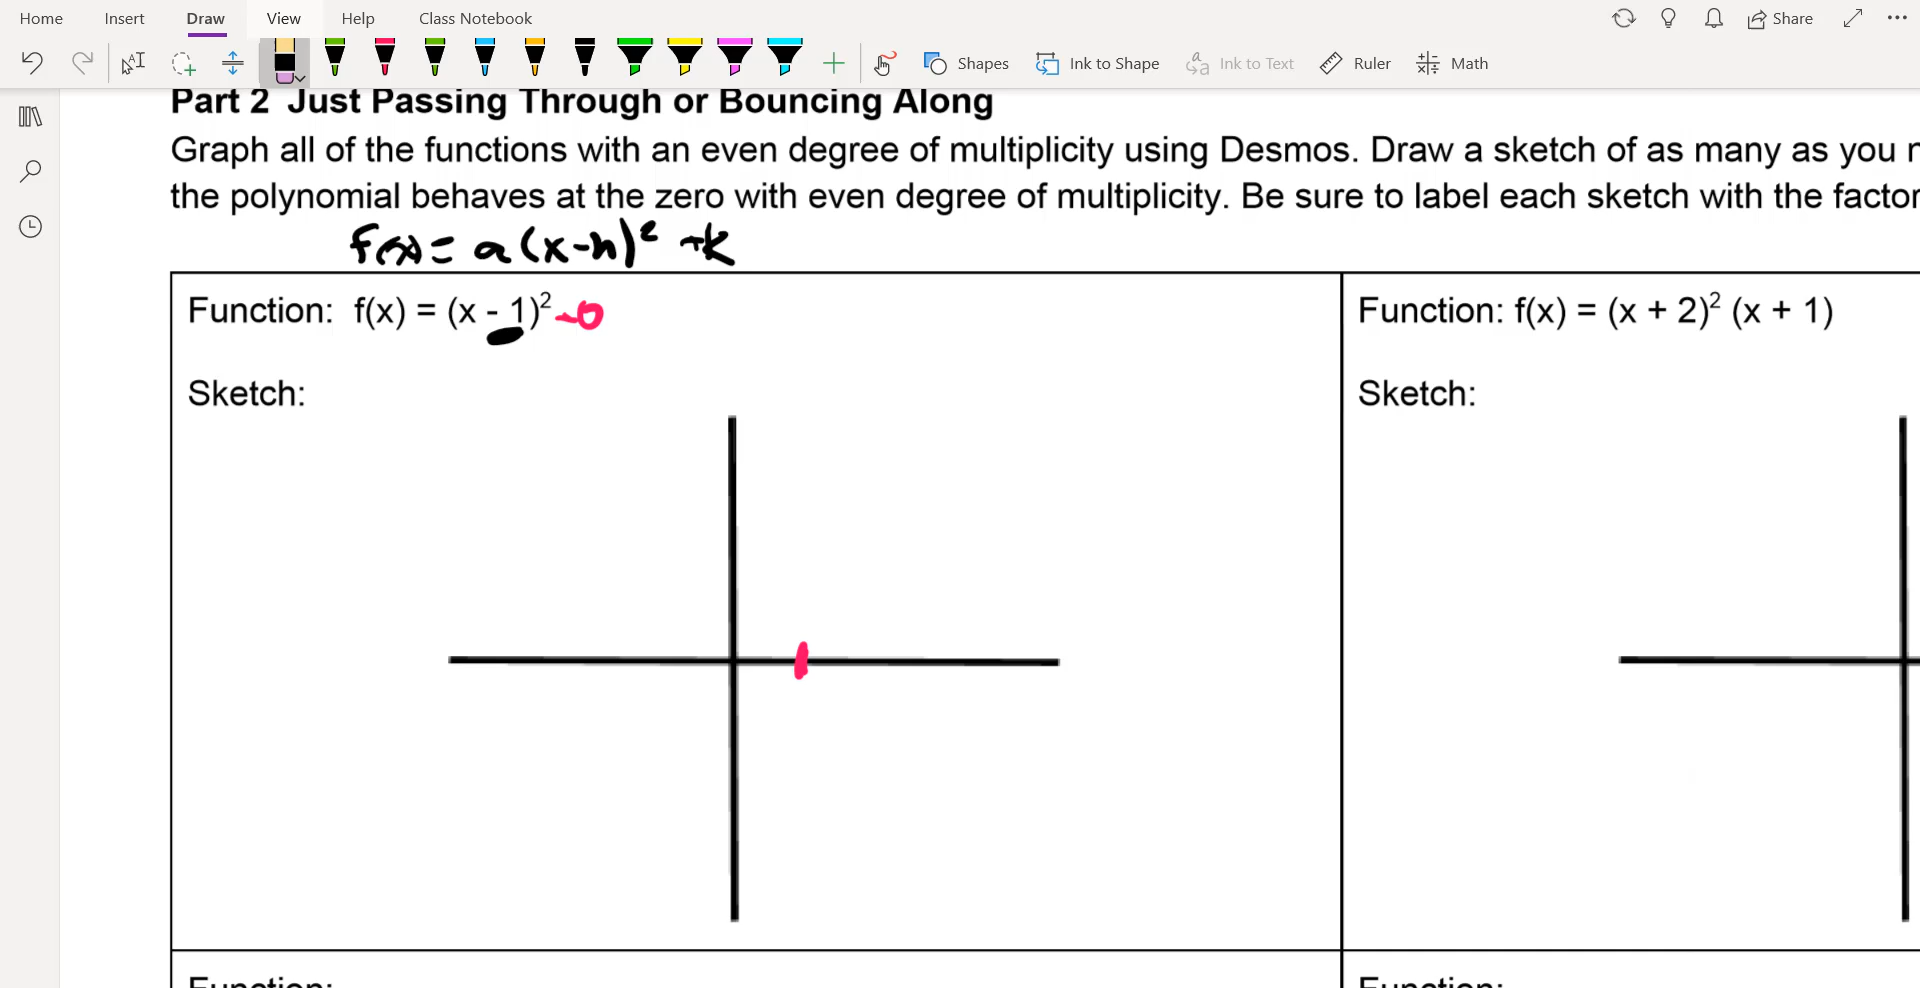 Home Insert Draw View Help Class Notebook Share
Shapes Ink to Shape Ink to Text Ruler Math
Part 2 Just Passing Through or Bouncing Along
Graph all of the functions with an even degree of multiplicity using Desmos. Draw a sketch of as many as you
the polynomial behaves at the zero with even degree of multiplicity. Be sure to label each sketch with the factor
f(x) = a(x-h)² +k
Function: f(x) = (x - 1)² -0
Function: f(x) = (x + 2)² (x + 1)
Sketch:
Sketch:
Function:
Function: